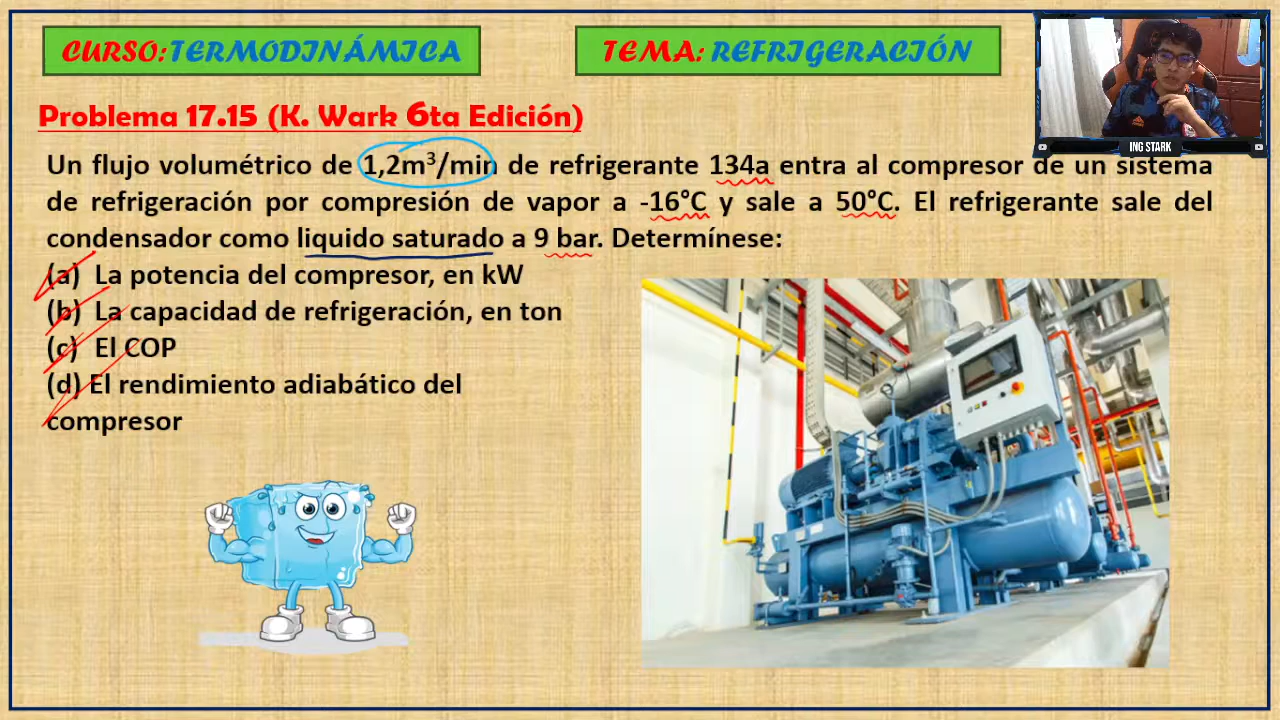 CURSO: TERMODINÁMICA
TEMA: REFRIGERACIÓN
ING STARK
Problema 17.15 (K. Wark 6ta Edición)
Un flujo volumétrico de 1,2m³/min de refrigerante 134a entra al compresor de un sistema
de refrigeración por compresión de vapor a -16°C y sale a 50°C. El refrigerante sale del
condensador como liquido saturado a 9 bar. Determínese:
(a) La potencia del compresor, en kW
(b) La capacidad de refrigeración, en ton
(c) El COP
(d) El rendimiento adiabático del
compresor